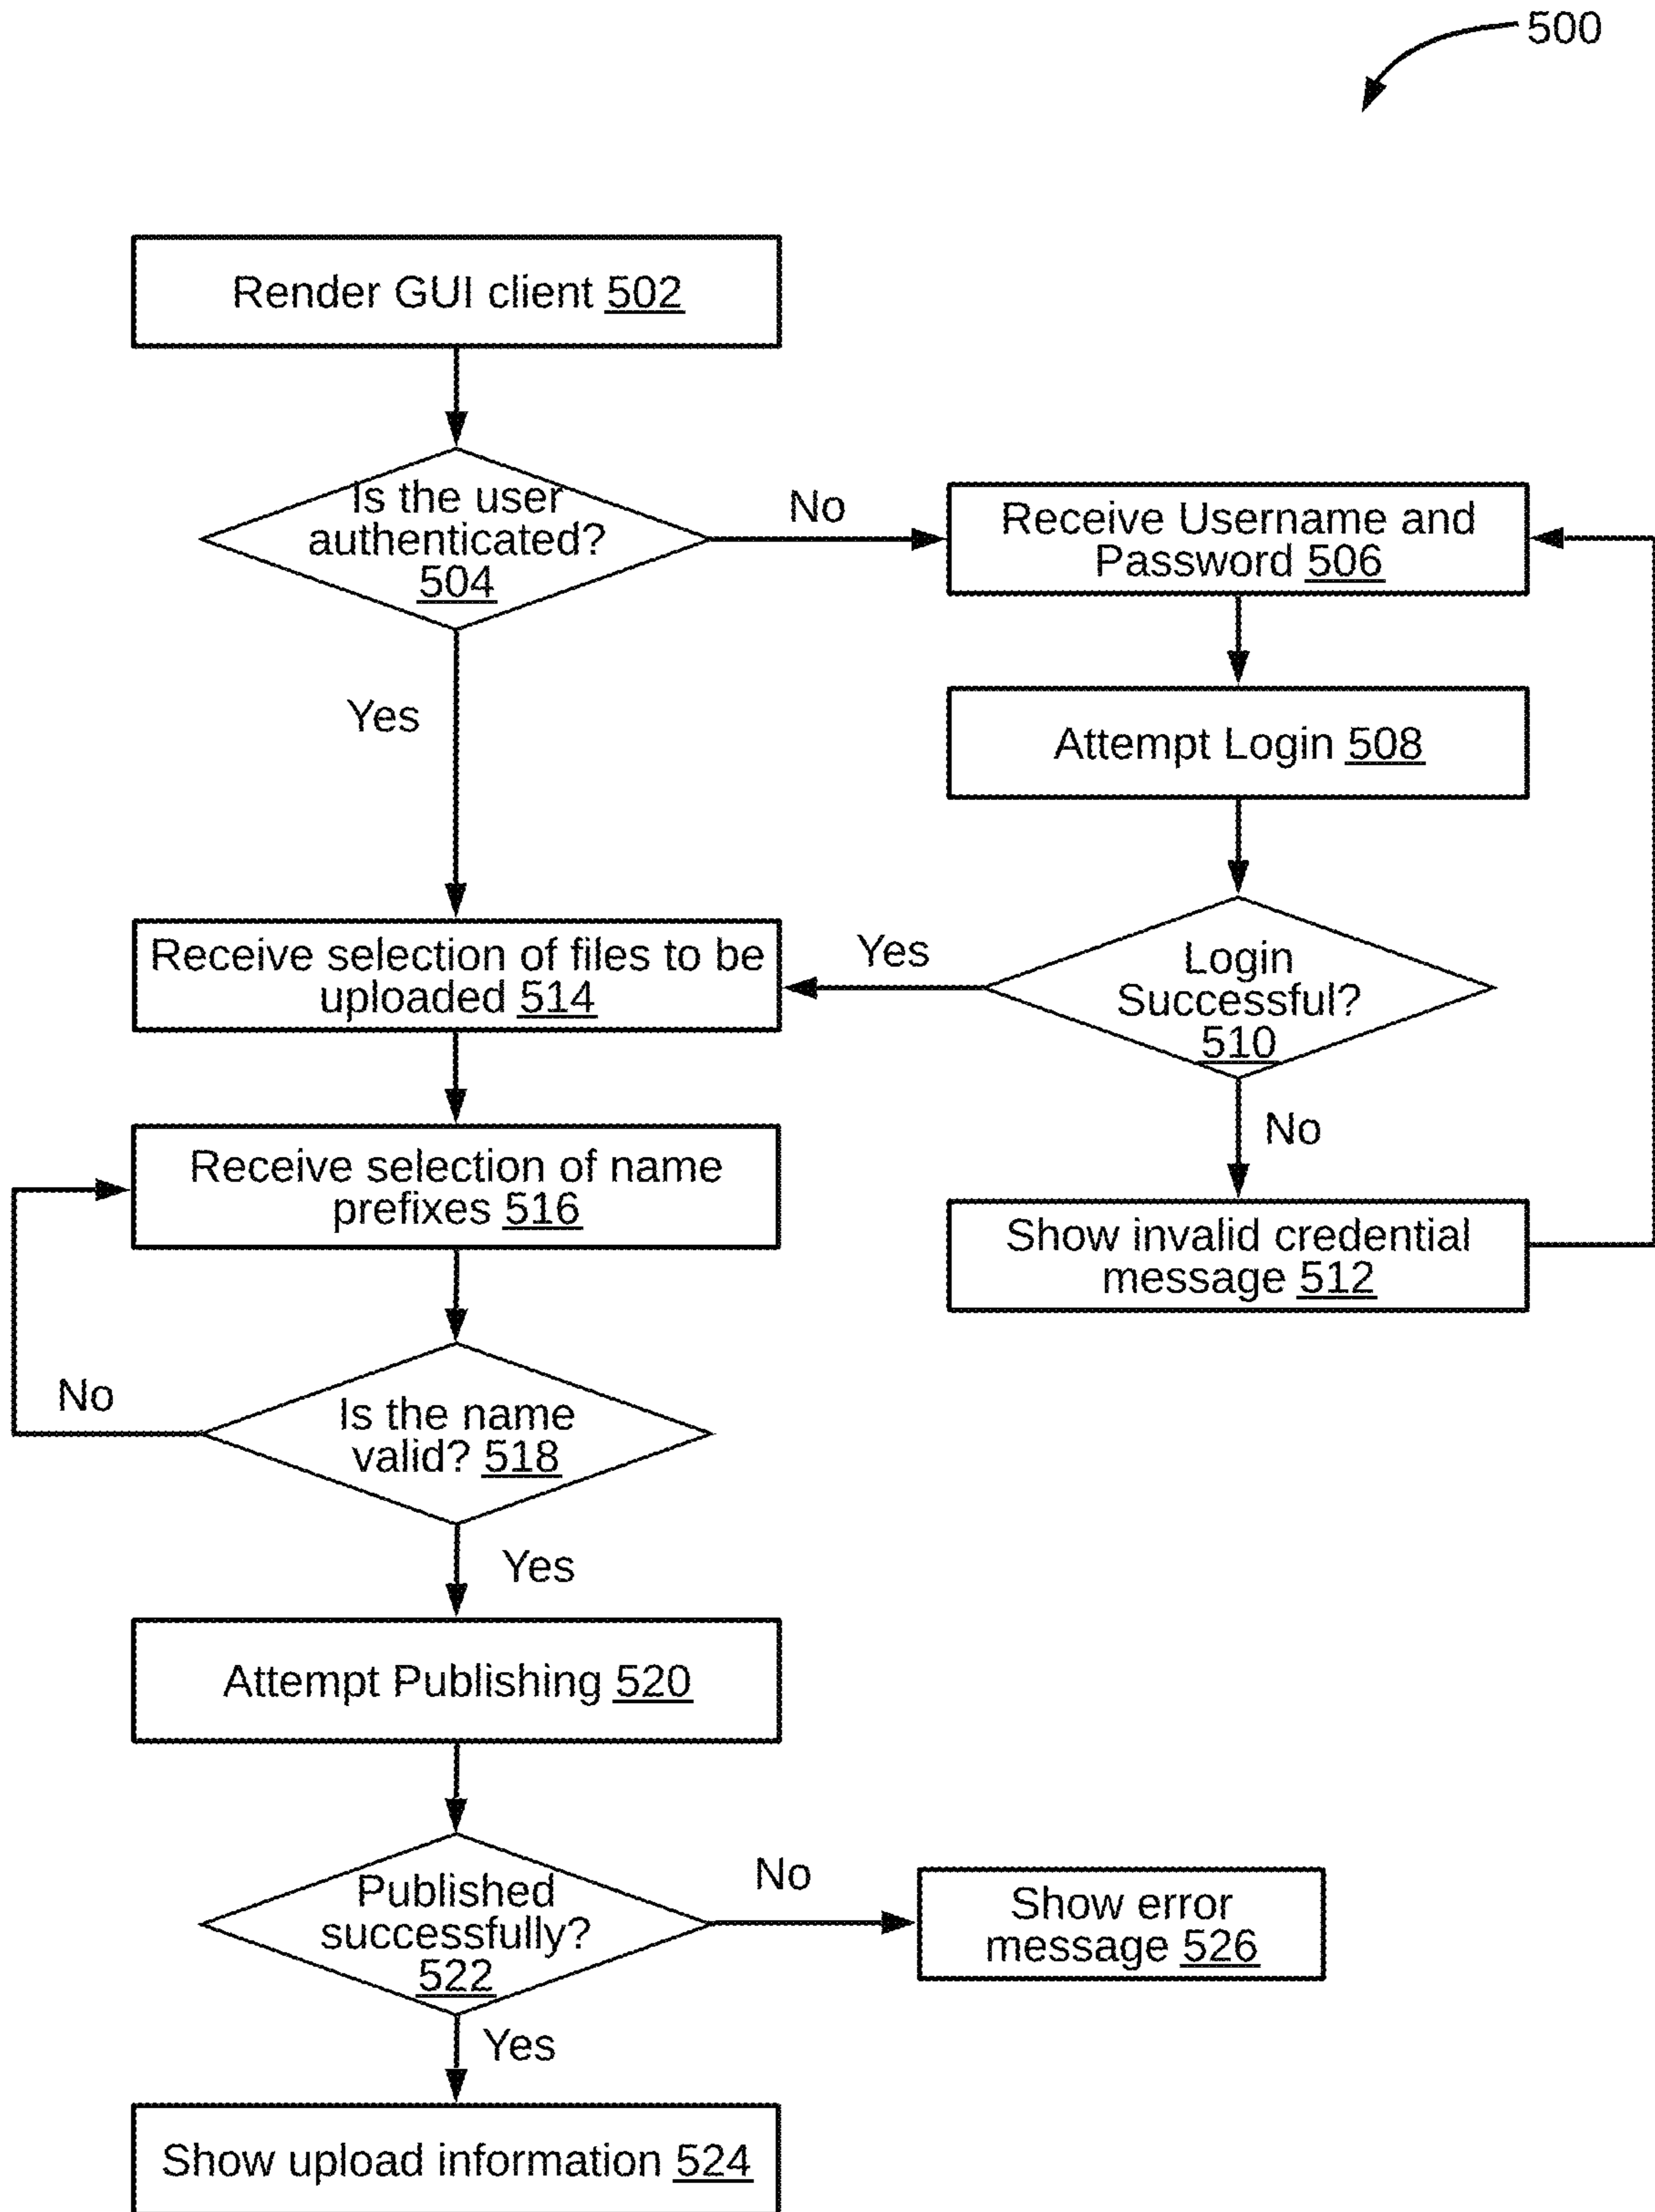 500
Render GUI client 502
Is the user
authenticated?
504
No
Receive Username and
Password 506
Yes
Attempt Login 508
Receive selection of files to be
uploaded 514
Yes
Login
Successful?
510
No
Receive selection of name
prefixes 516
Show invalid credential
message 512
No
Is the name
valid? 518
Yes
Attempt Publishing 520
Published
successfully?
522
No
Show error
message 526
Yes
Show upload information 524